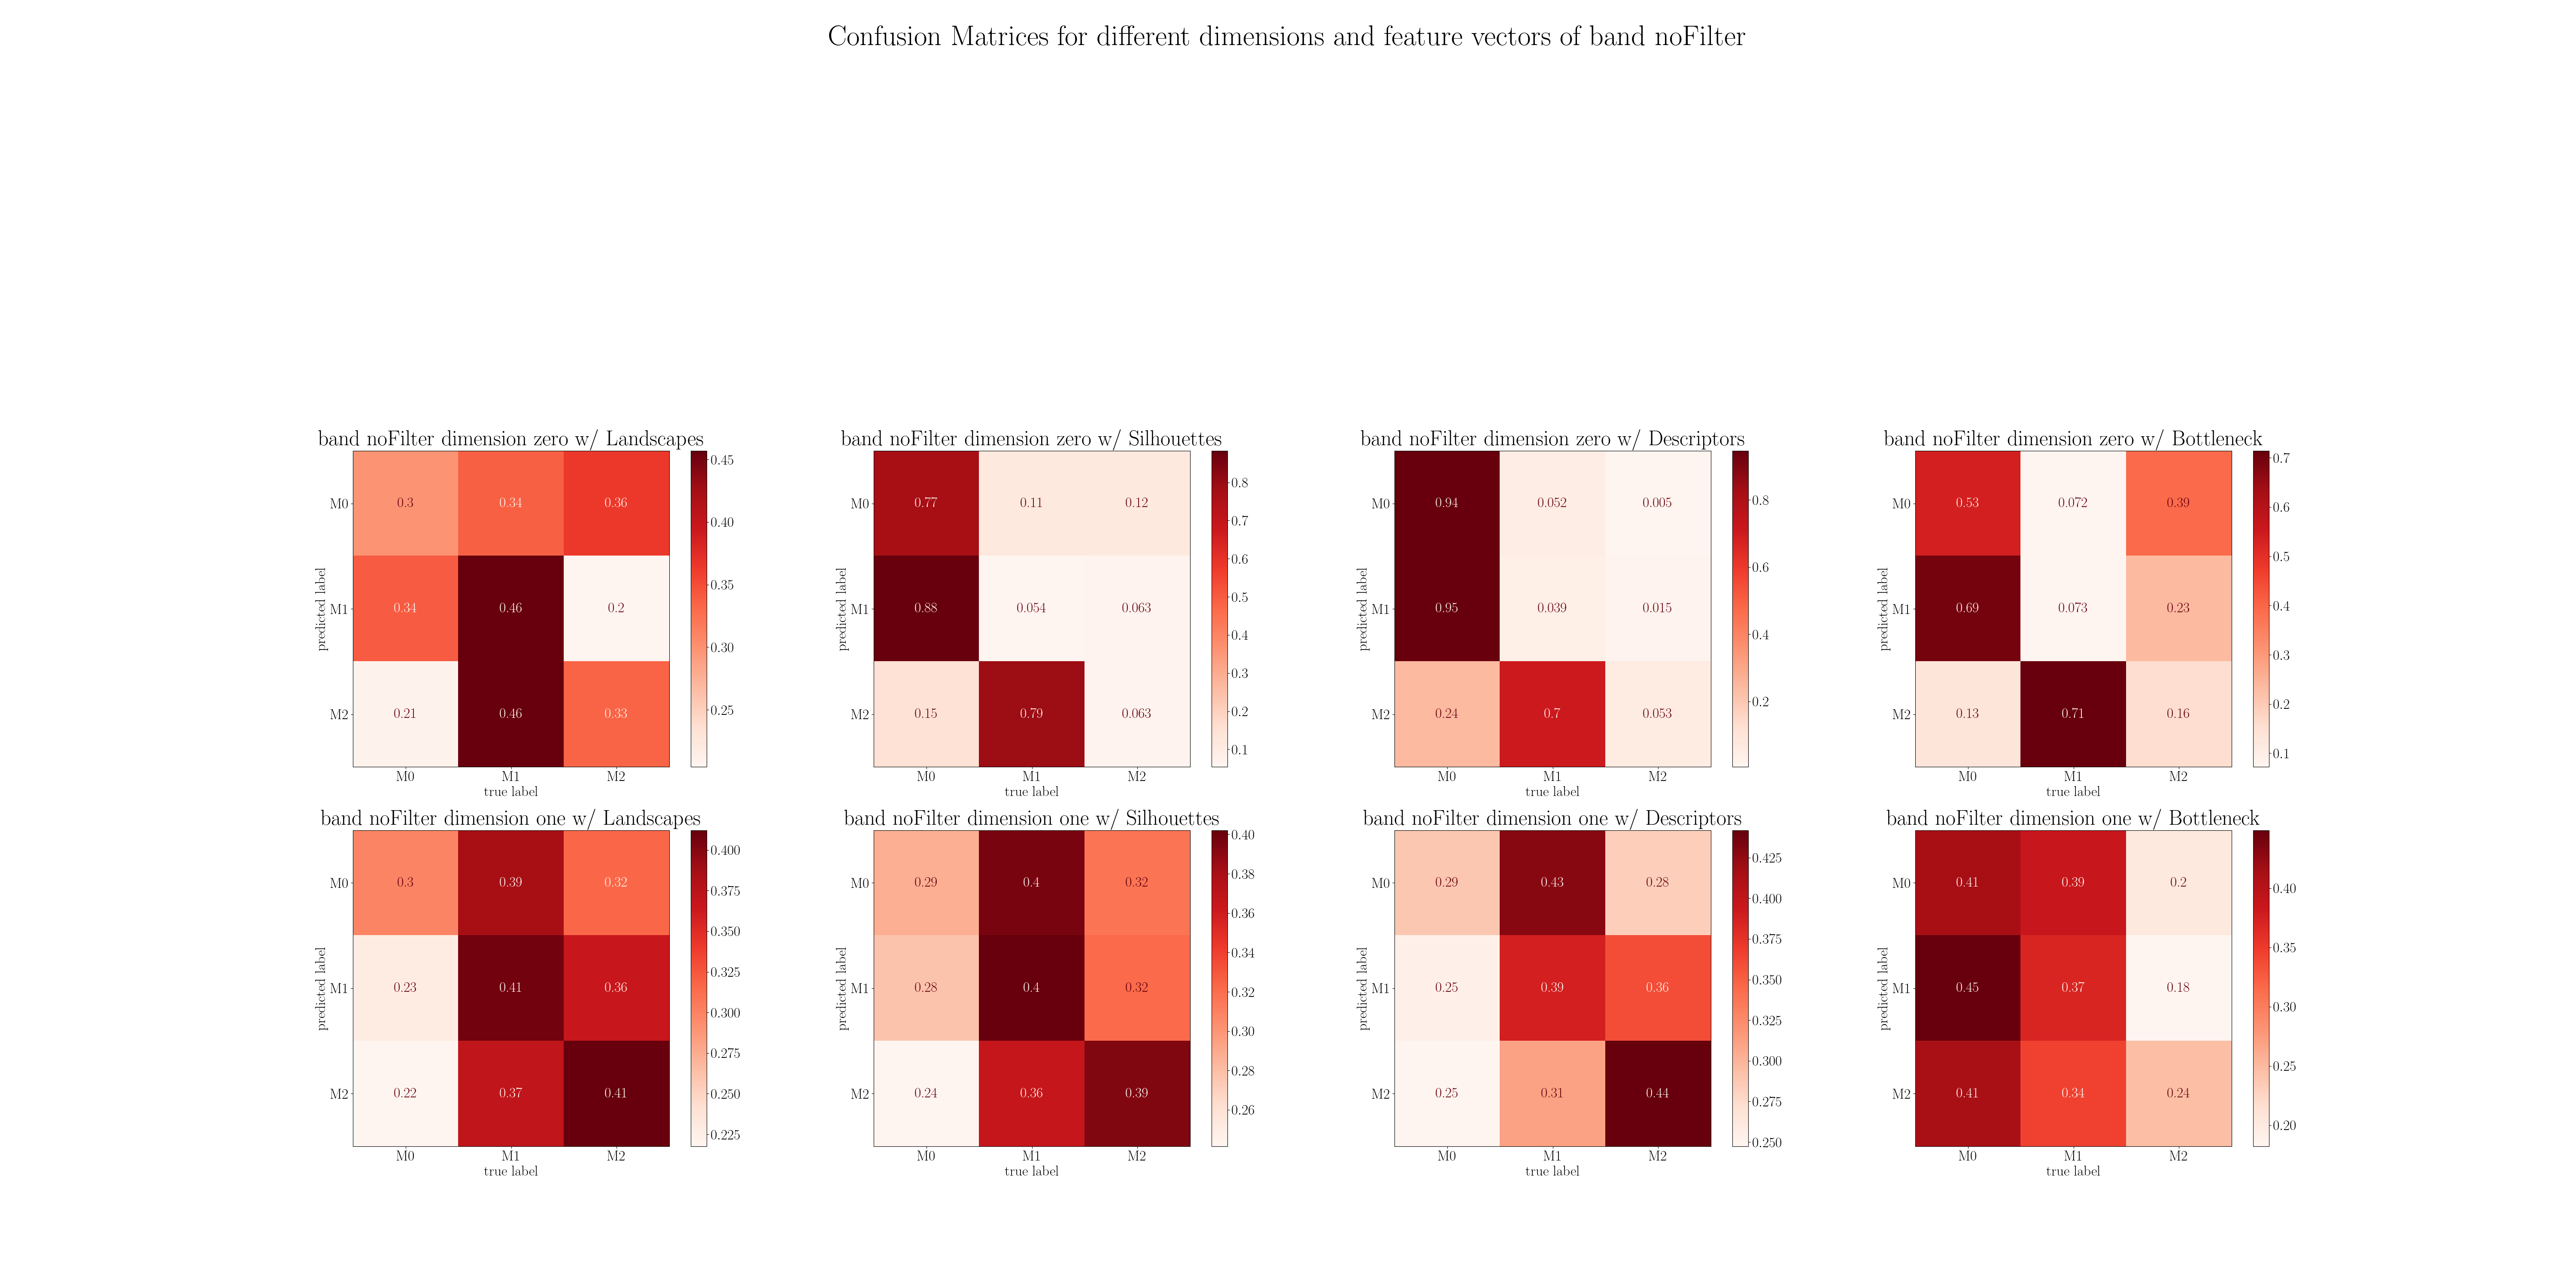 Confusion Matrices for different dimensions and feature vectors of band noFilter
band noFilter dimension zero w/ Landscapes
predicted label
M0 0.3 0.34 0.36
M1 0.34 0.46 0.2
M2 0.21 0.46 0.33
M0 M1 M2
true label
0.45
0.40
0.35
0.30
0.25
band noFilter dimension zero w/ Silhouettes
predicted label
M0 0.77 0.11 0.12
M1 0.88 0.054 0.063
M2 0.15 0.79 0.063
M0 M1 M2
true label
0.8
0.7
0.6
0.5
0.4
0.3
0.2
0.1
band noFilter dimension zero w/ Descriptors
predicted label
M0 0.94 0.052 0.005
M1 0.95 0.039 0.015
M2 0.24 0.7 0.053
M0 M1 M2
true label
0.8
0.6
0.4
0.2
band noFilter dimension zero w/ Bottleneck
predicted label
M0 0.53 0.072 0.39
M1 0.69 0.073 0.23
M2 0.13 0.71 0.16
M0 M1 M2
true label
0.7
0.6
0.5
0.4
0.3
0.2
0.1
band noFilter dimension one w/ Landscapes
predicted label
M0 0.3 0.39 0.32
M1 0.23 0.41 0.36
M2 0.22 0.37 0.41
M0 M1 M2
true label
0.400
0.375
0.350
0.325
0.300
0.275
0.250
0.225
band noFilter dimension one w/ Silhouettes
predicted label
M0 0.29 0.4 0.32
M1 0.28 0.4 0.32
M2 0.24 0.36 0.39
M0 M1 M2
true label
0.40
0.38
0.36
0.34
0.32
0.30
0.28
0.26
band noFilter dimension one w/ Descriptors
predicted label
M0 0.29 0.43 0.28
M1 0.25 0.39 0.36
M2 0.25 0.31 0.44
M0 M1 M2
true label
0.425
0.400
0.375
0.350
0.325
0.300
0.275
0.250
band noFilter dimension one w/ Bottleneck
predicted label
M0 0.41 0.39 0.2
M1 0.45 0.37 0.18
M2 0.41 0.34 0.24
M0 M1 M2
true label
0.40
0.35
0.30
0.25
0.20